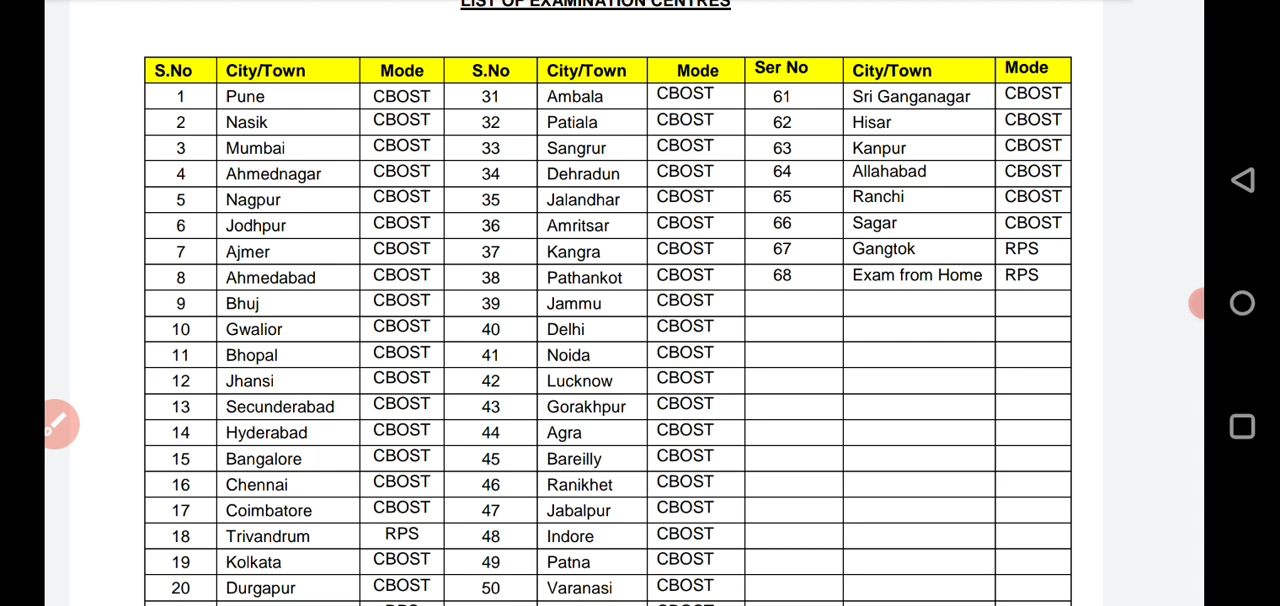 LIST OF EXAMINATION CENTRES
S.No City/Town Mode S.No City/Town Mode Ser No City/Town Mode
1 Pune CBOST 31 Ambala CBOST 61 Sri Ganganagar CBOST
2 Nasik CBOST 32 Patiala CBOST 62 Hisar CBOST
3 Mumbai CBOST 33 Sangrur CBOST 63 Kanpur CBOST
4 Ahmednagar CBOST 34 Dehradun CBOST 64 Allahabad CBOST
5 Nagpur CBOST 35 Jalandhar CBOST 65 Ranchi CBOST
6 Jodhpur CBOST 36 Amritsar CBOST 66 Sagar CBOST
7 Ajmer CBOST 37 Kangra CBOST 67 Gangtok RPS
8 Ahmedabad CBOST 38 Pathankot CBOST 68 Exam from Home RPS
9 Bhuj CBOST 39 Jammu CBOST
10 Gwalior CBOST 40 Delhi CBOST
11 Bhopal CBOST 41 Noida CBOST
12 Jhansi CBOST 42 Lucknow CBOST
13 Secunderabad CBOST 43 Gorakhpur CBOST
14 Hyderabad CBOST 44 Agra CBOST
15 Bangalore CBOST 45 Bareilly CBOST
16 Chennai CBOST 46 Ranikhet CBOST
17 Coimbatore CBOST 47 Jabalpur CBOST
18 Trivandrum RPS 48 Indore CBOST
19 Kolkata CBOST 49 Patna CBOST
20 Durgapur CBOST 50 Varanasi CBOST